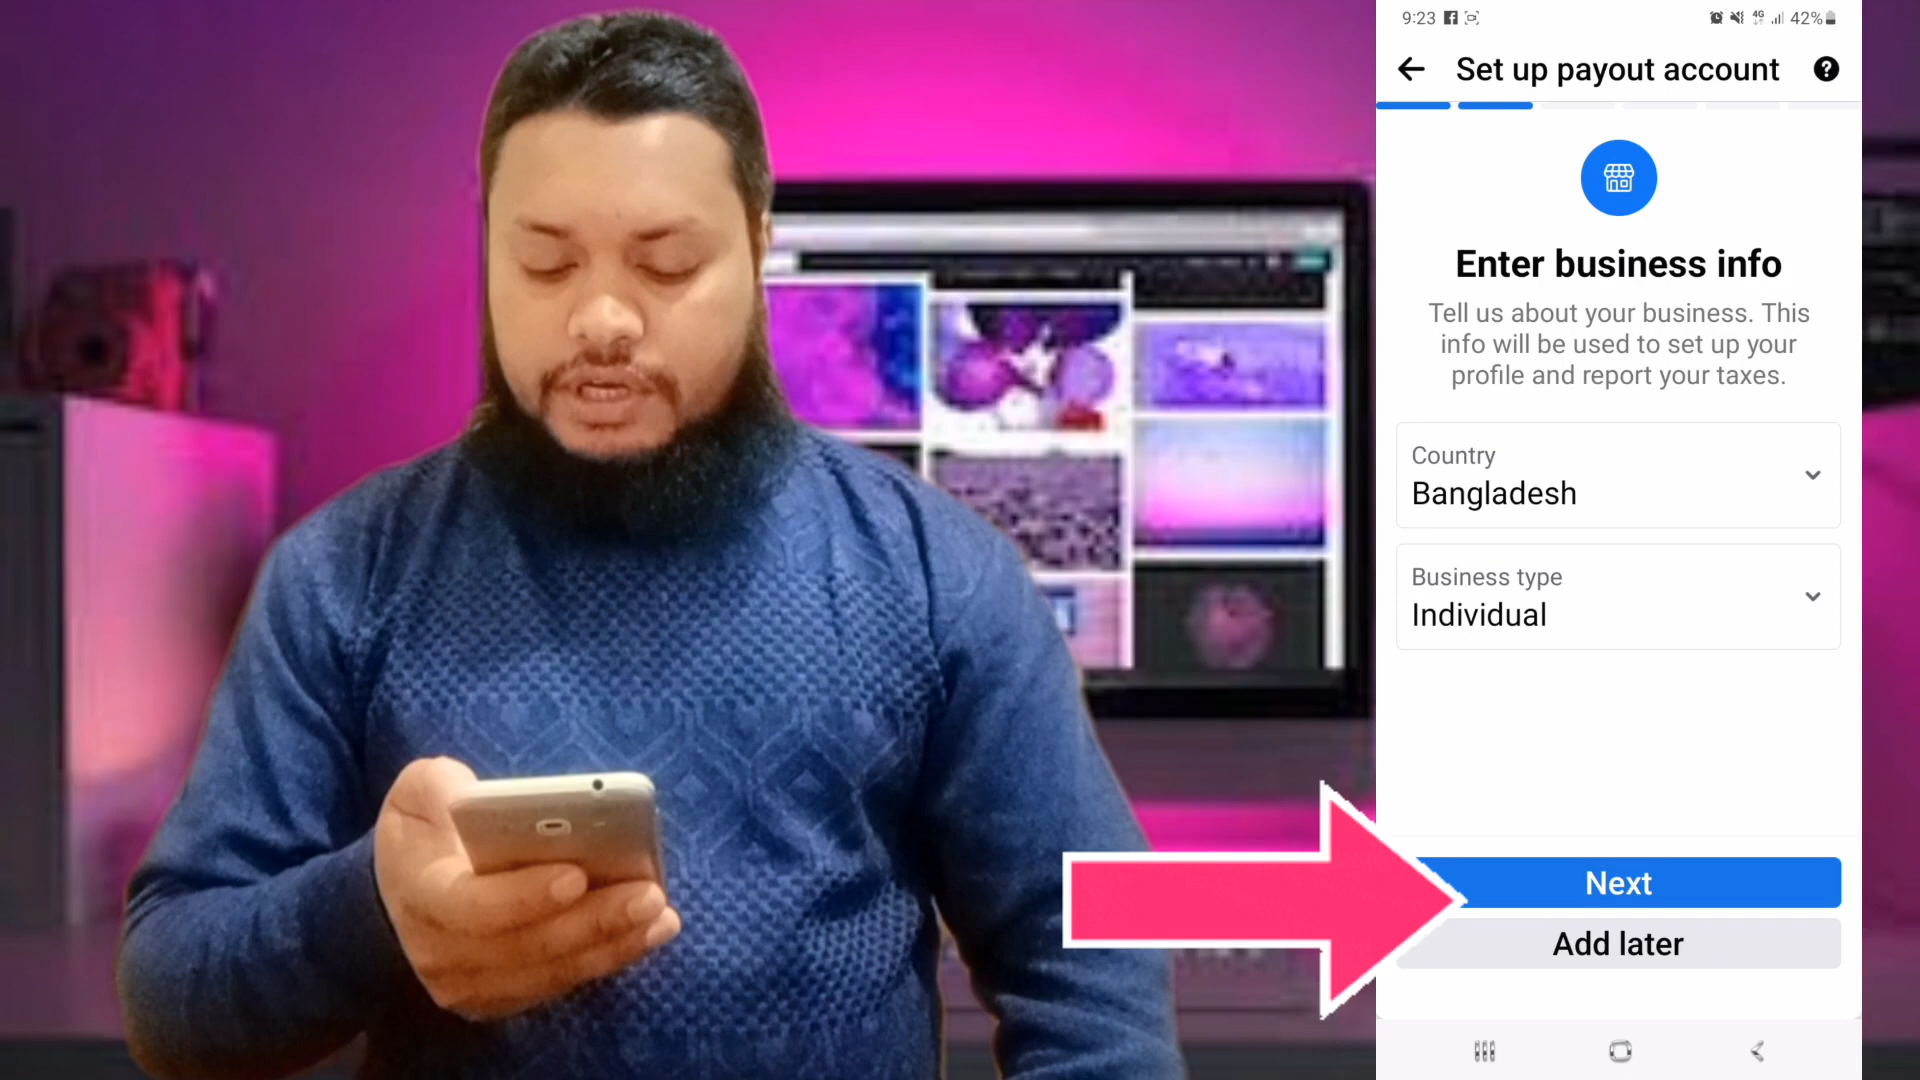 9:23
4G 42%
Set up payout account
Enter business info
Tell us about your business. This
info will be used to set up your
profile and report your taxes.
Country
Bangladesh
Business type
Individual
Next
Add later